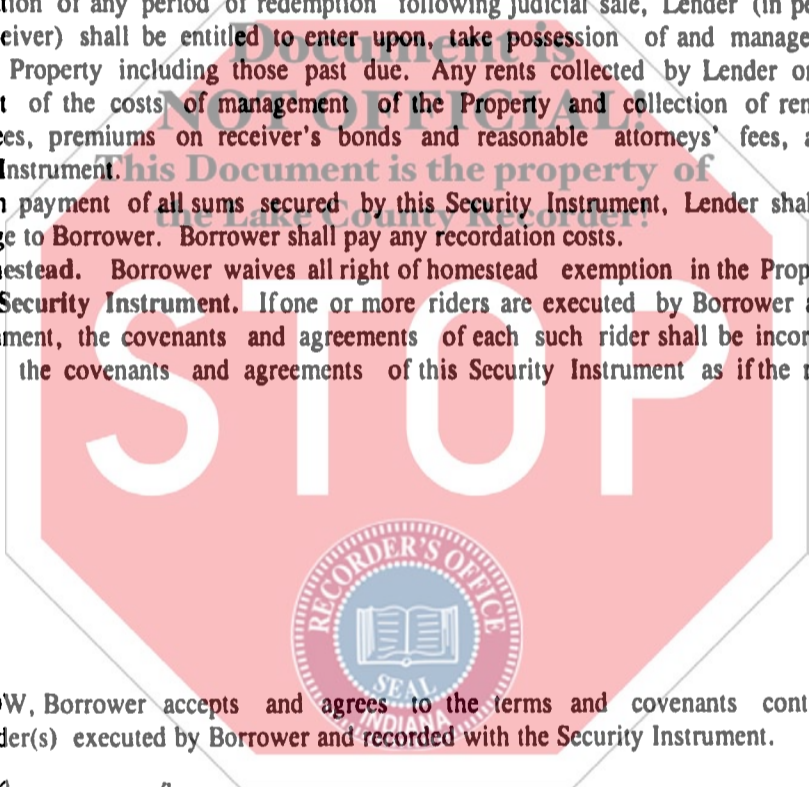 tion of any period of redemption following judicial sale, Lender (in pe
eiver) shall be entitled to enter upon, take possession of and manage
Document is
Property including those past due. Any rents collected by Lender or
t of the costs of management of the Property and collection of ren
NOT OFFICIAL!
ees, premiums on receiver's bonds and reasonable attorneys' fees, a
Instrument.
This Document is the property of
n payment of all sums secured by this Security Instrument, Lender shal
the Lake County Recorder!
ge to Borrower. Borrower shall pay any recordation costs.
estead. Borrower waives all right of homestead exemption in the Prop
Security Instrument. If one or more riders are executed by Borrower
ment, the covenants and agreements of each such rider shall be incor
the covenants and agreements of this Security Instrument as if the r
STOP
RECORDER'S OFFICE
SEAL
INDIANA
OW, Borrower accepts and agrees to the terms and covenants cont
der(s) executed by Borrower and recorded with the Security Instrument.